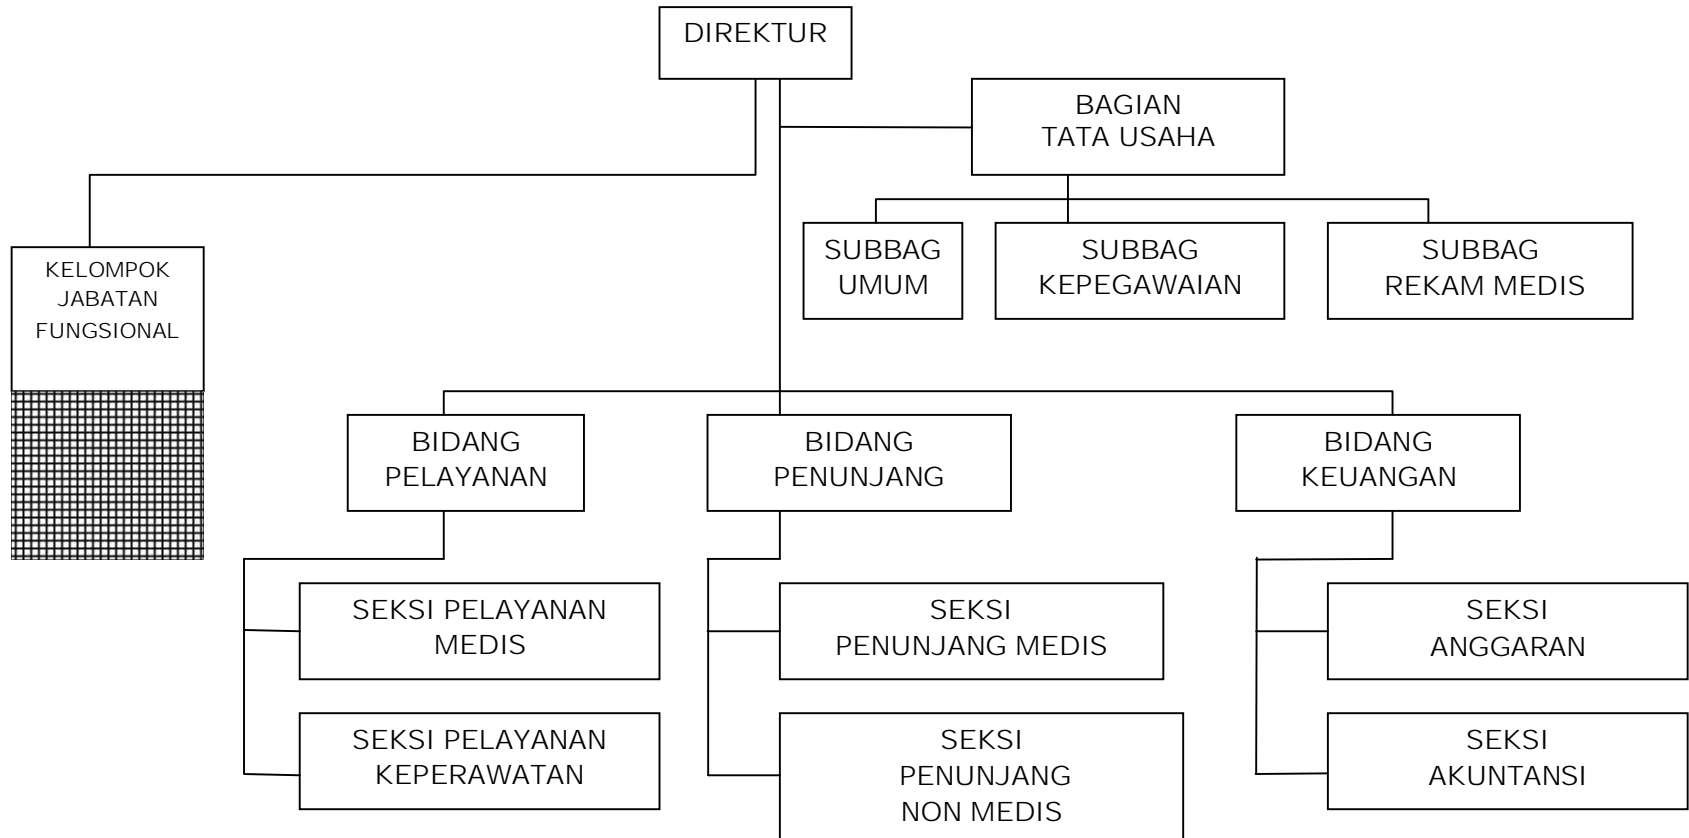 DIREKTUR
BAGIAN
TATA USAHA
SUBBAG
UMUM
SUBBAG
KEPEGAWAIAN
SUBBAG
REKAM MEDIS
KELOMPOK
JABATAN
FUNGSIONAL
BIDANG
PELAYANAN
BIDANG
PENUNJANG
BIDANG
KEUANGAN
SEKSI PELAYANAN
MEDIS
SEKSI
PENUNJANG MEDIS
SEKSI
ANGGARAN
SEKSI PELAYANAN
KEPERAWATAN
SEKSI
PENUNJANG
NON MEDIS
SEKSI
AKUNTANSI